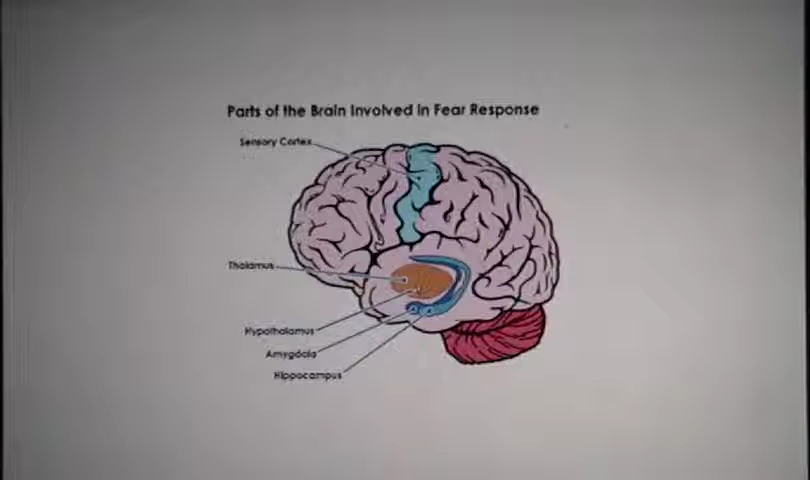 Parts of the Brain Involved in Fear Response
Sensory Cortex
Thalamus
Hypothalamus
Amygdala
Hippocampus